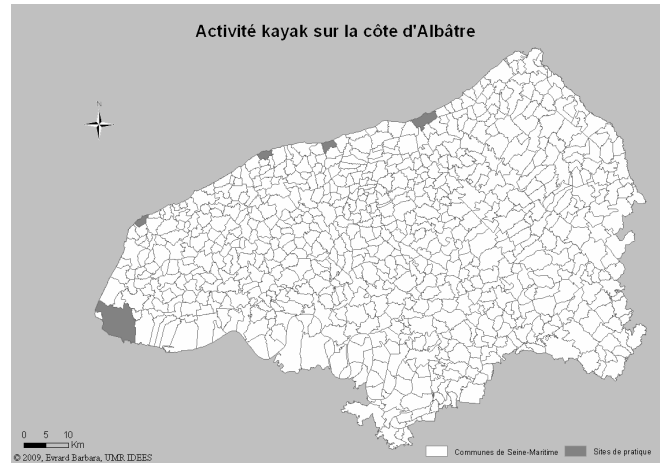 Activité kayak sur la côte d'Albâtre
N
0 5 10
Km
Communes de Seine-Maritime Sites de pratique
© 2009, Evrard Barbara, UMR IDEES